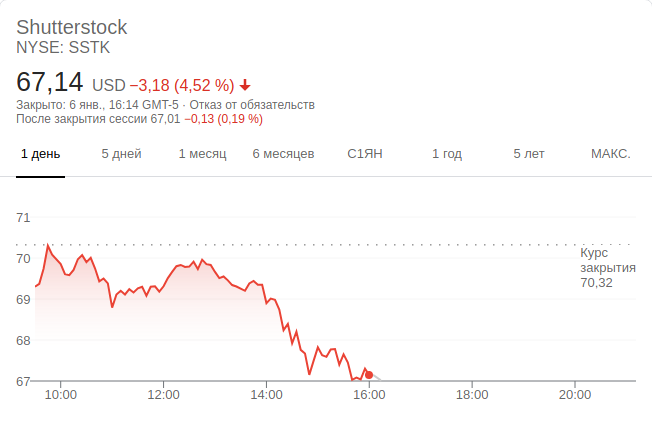 Shutterstock
NYSE: SSTK
67,14 USD −3,18 (4,52 %)
Закрыто: 6 янв., 16:14 GMT-5 · Отказ от обязательств
После закрытия сессии 67,01 −0,13 (0,19 %)
1 день 5 дней 1 месяц 6 месяцев С1ЯН 1 год 5 лет МАКС.
71
70
69
68
67
Курс
закрытия
70,32
10:00 12:00 14:00 16:00 18:00 20:00